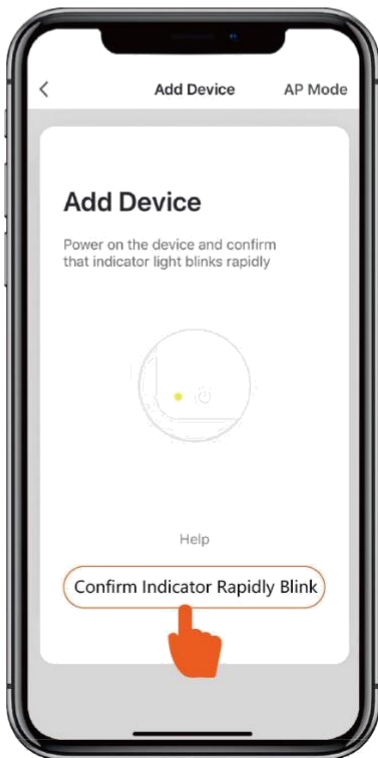 Add Device AP Mode
Add Device
Power on the device and confirm
that indicator light blinks rapidly
Help
Confirm Indicator Rapidly Blink